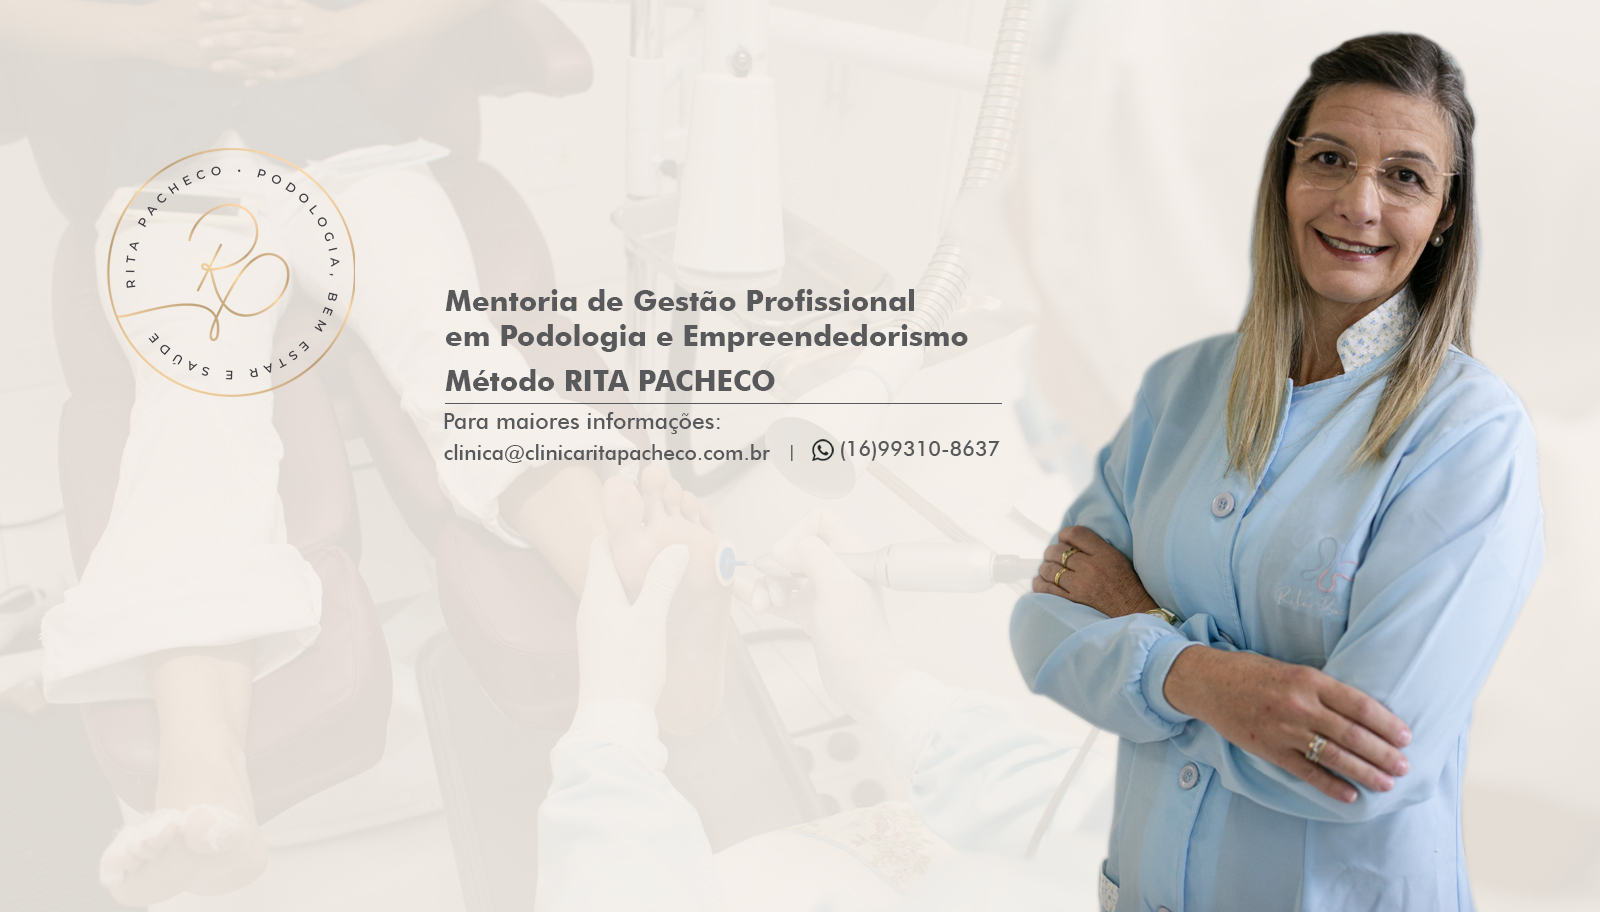 RITA PACHECO • PODOLOGIA, BEM ESTAR E SAÚDE
Mentoria de Gestão Profissional
em Podologia e Empreendedorismo
Método RITA PACHECO
Para maiores informações:
clinica@clinicaritapacheco.com.br | (16)99310-8637